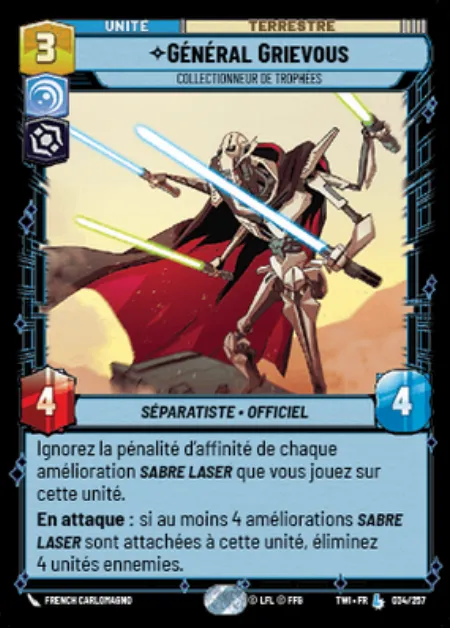 UNITÉ
TERRESTRE
3
GÉNÉRAL GRIEVOUS
COLLECTIONNEUR DE TROPHÉES
4
SÉPARATISTE • OFFICIEL
4
Ignorez la pénalité d'affinité de chaque
amélioration SABRE LASER que vous jouez sur
cette unité.
En attaque : si au moins 4 améliorations SABRE
LASER sont attachées à cette unité, éliminez
4 unités ennemies.
FRENCH CARLOMAGNO
© LFL © FFG
TWI • FR
L
034/257